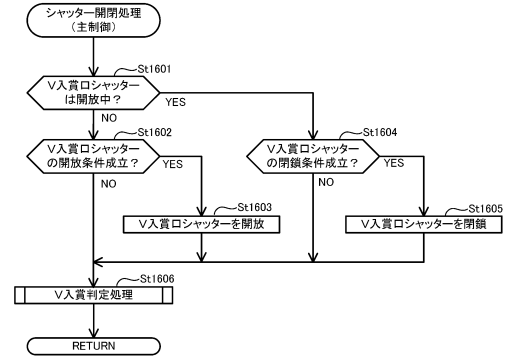 シャッター開閉処理
（主制御）
St1601
V入賞口シャッター
は開放中？
YES
NO
St1602
V入賞口シャッター
の開放条件成立？
YES
NO
St1604
V入賞口シャッター
の閉鎖条件成立？
YES
NO
St1603
V入賞口シャッターを開放
St1605
V入賞口シャッターを閉鎖
St1606
V入賞判定処理
RETURN